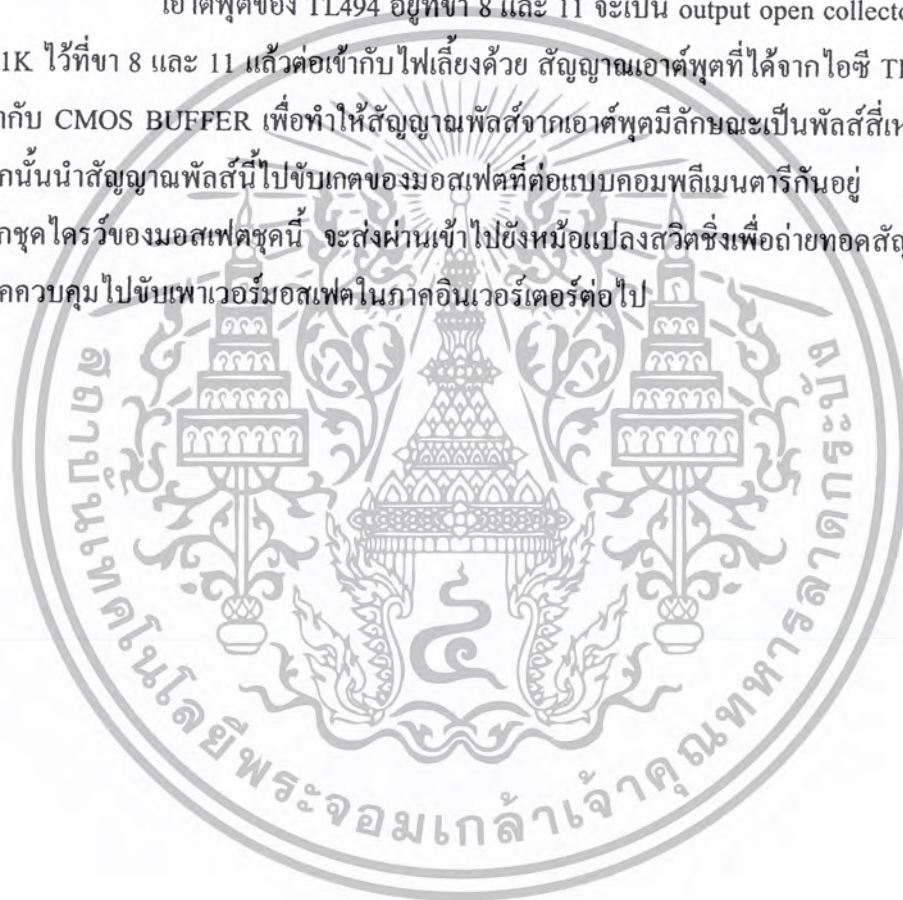 เอาต์พุตของ TL494 อยู่ที่ขา 8 และ 11 จะเป็น output open collecto
1K ไว้ที่ขา 8 และ 11 แล้วต่อเข้ากับไฟเลี้ยงด้วย สัญญาณเอาต์พุตที่ได้จากไอซี TL
ากับ CMOS BUFFER เพื่อทำให้สัญญาณพัลส์จากเอาต์พุตมีลักษณะเป็นพัลส์สี่เห
กนั้นนำสัญญาณพัลส์นี้ไปขับเกตของมอสเฟตที่ต่อแบบคอมพลีเมนตารีกันอยู่
กชุดไดรว์ของมอสเฟตชุดนี้ จะส่งผ่านเข้าไปยังหม้อแปลงสวิตชิ่งเพื่อถ่ายทอดสัญ
คควบคุมไปขับเพาเวอร์มอสเฟตในภาคอินเวอร์เตอร์ต่อไป
สถาบันเทคโนโลยีพระจอมเกล้าเจ้าคุณทหารลาดกระบัง